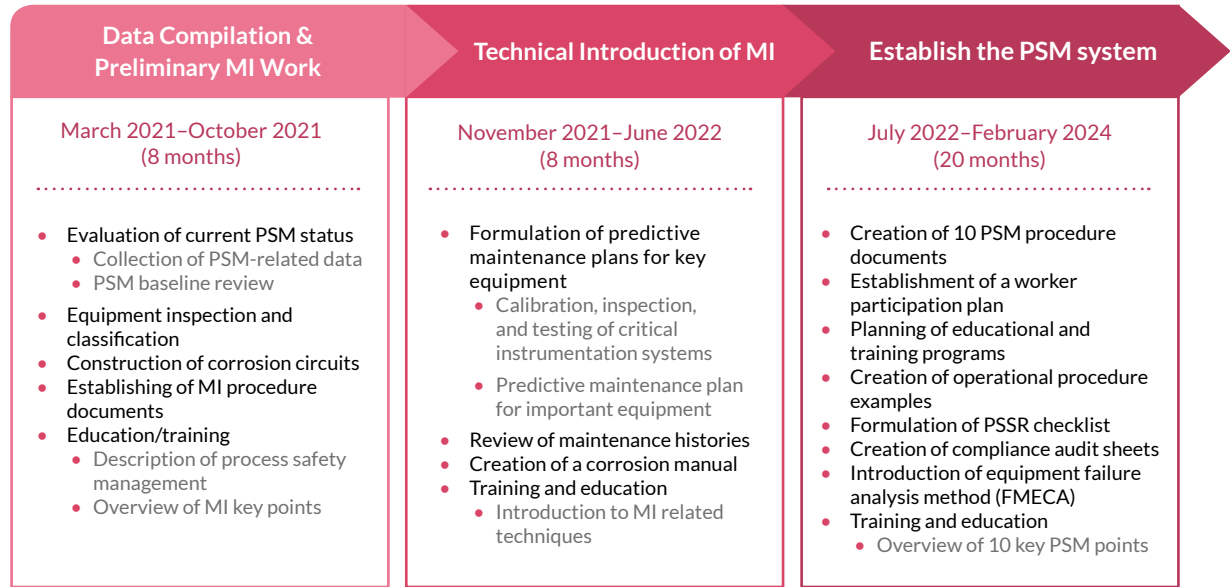 Data Compilation &
Preliminary MI Work
March 2021–October 2021
(8 months)
• Evaluation of current PSM status
• Collection of PSM-related data
• PSM baseline review
• Equipment inspection and
classification
• Construction of corrosion circuits
• Establishing of MI procedure
documents
• Education/training
• Description of process safety
management
• Overview of MI key points
Technical Introduction of MI
November 2021–June 2022
(8 months)
• Formulation of predictive
maintenance plans for key
equipment
• Calibration, inspection,
and testing of critical
instrumentation systems
• Predictive maintenance plan
for important equipment
• Review of maintenance histories
• Creation of a corrosion manual
• Training and education
• Introduction to MI related
techniques
Establish the PSM system
July 2022–February 2024
(20 months)
• Creation of 10 PSM procedure
documents
• Establishment of a worker
participation plan
• Planning of educational and
training programs
• Creation of operational procedure
examples
• Formulation of PSSR checklist
• Creation of compliance audit sheets
• Introduction of equipment failure
analysis method (FMECA)
• Training and education
• Overview of 10 key PSM points